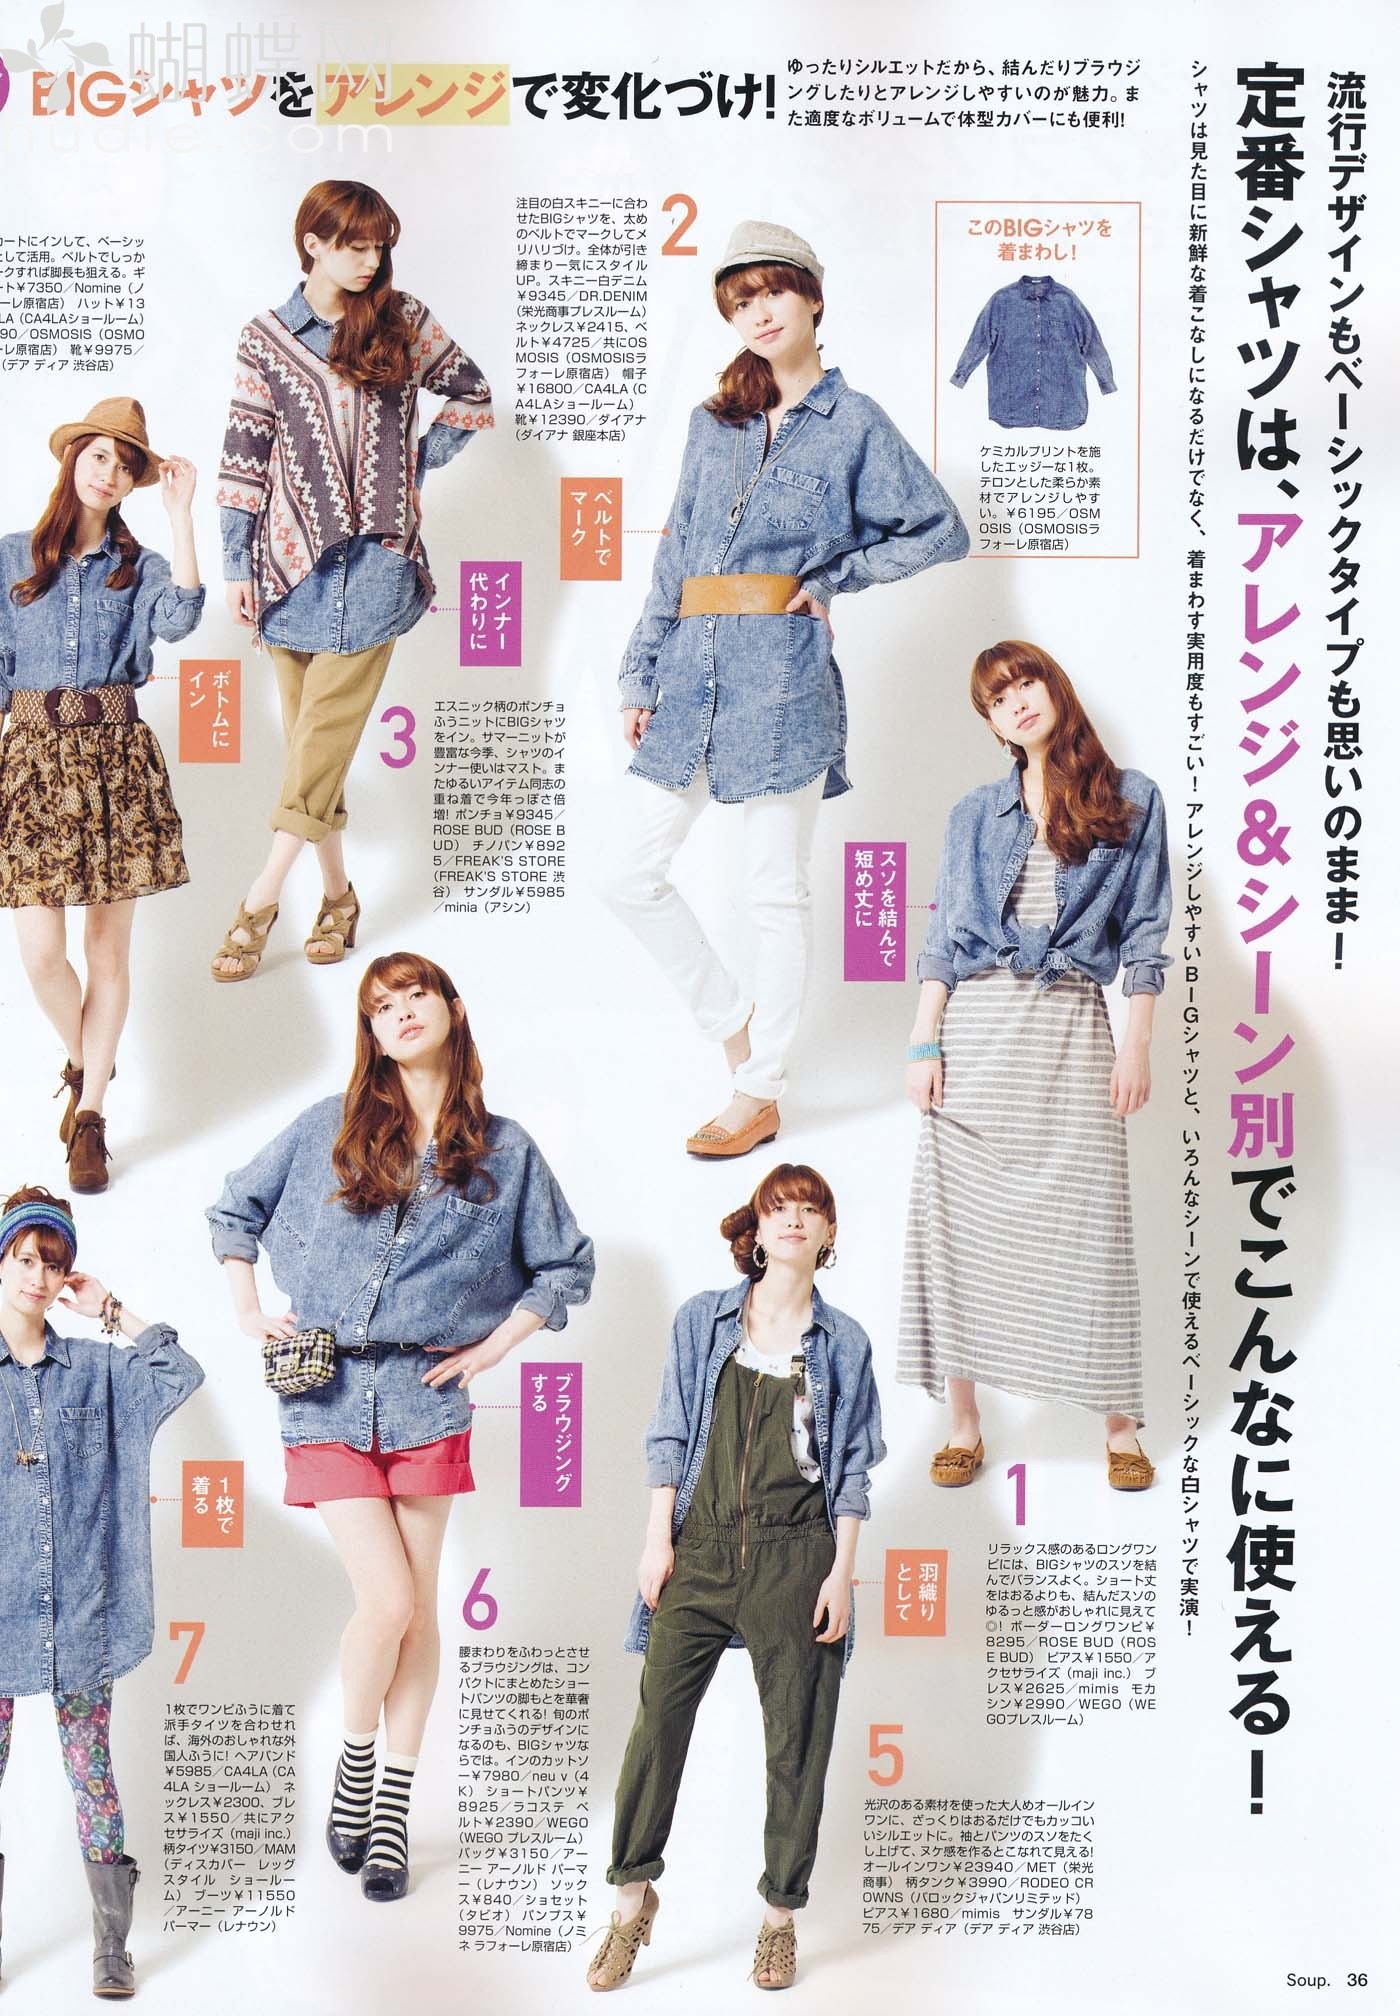 流行デザインもベーシックタイプも思いのまま!
定番シャツは、アレンジ&シーン別でこんなに使える!
シャツは見た目に新鮮な着こなしになるだけでなく、着まわす実用度もすごい! アレンジしやすいBIGシャツと、いろんなシーンで使えるベーシックな白シャツで実演!
BIGシャツをアレンジで変化づけ!
ゆったりシルエットだから、結んだりブラウジ
ングしたりとアレンジしやすいのが魅力。ま
た適度なボリュームで体型カバーにも便利!
蝴蝶网
hudie.com
このBIGシャツを
着まわし!
ケミカルプリントを施
したエッジーな1枚。
テロンとした柔らか素
材でアレンジしやす
い。¥6195/OSM
OSIS(OSMOSISラ
フォーレ原宿店)
スソを結んで
短め丈に
1
リラックス感のあるロングワン
ピには、BIGシャツのスソを結
んでバランスよく。ショート丈
をはおるよりも、結んだスソの
ゆるっと感がおしゃれに見えて
◎! ボーダーロングワンピ¥
8295/ROSE BUD(ROS
E BUD) ピアス¥1550/ア
クセサライズ(maji inc.) ブ
レス¥2625/mimis モカ
シン¥2990/WEGO(WE
GOプレスルーム)
2
注目の白スキニーに合わ
せたBIGシャツを、太め
のベルトでマークしてメ
リハリづけ。全体が引き
締まり一気にスタイル
UP。スキニー白デニム
¥9345/DR.DENIM
(栄光商事プレスルーム)
ネックレス¥2415、ベ
ルト¥4725/共にOS
MOSIS(OSMOSISラ
フォーレ原宿店) 帽子
¥16800/CA4LA(C
A4LAショールーム)
靴¥12390/ダイアナ
(ダイアナ 銀座本店)
ベルトで
マーク
インナー
代わりに
3
エスニック柄のポンチョ
ふうニットにBIGシャツ
をイン。サマーニットが
豊富な今季、シャツのイ
ンナー使いはマスト。ま
たゆるいアイテム同志の
重ね着で今年っぽさ倍
増! ポンチョ¥9345/
ROSE BUD(ROSE B
UD) チノパン¥892
5/FREAK'S STORE
(FREAK'S STORE 渋
谷) サンダル¥5985
/minia(アシン)
カートにインして、ベーシッ
として活用。ベルトでしっか
ークすれば脚長も狙える。ギ
ート¥7350/Nomine(ノ
ォーレ原宿店) ハット¥13
LA(CA4LAショールーム)
90/OSMOSIS(OSMO
ーレ原宿店) 靴¥9975/
(デア ディア 渋谷店)
ボトムに
イン
羽織り
として
5
光沢のある素材を使った大人めオールイン
ワンに、ざっくりはおるだけでもカッコい
いシルエットに。袖とパンツのスソをたく
し上げて、ヌケ感を作るとこなれて見える!
オールインワン¥23940/MET(栄光
商事) 柄タンク¥3990/RODEO CR
OWNS(バロックジャパンリミテッド)
ピアス¥1680/mimis サンダル¥78
75/デア ディア(デア ディア 渋谷店)
ブラウジング
する
6
腰まわりをふわっとさせ
るブラウジングは、コン
パクトにまとめたショー
トパンツの脚もとを華奢
に見せてくれる! 旬のポ
ンチョふうのデザインに
なるのも、BIGシャツな
らでは。インのカットソ
ー¥7980/neu v(4
K) ショートパンツ¥
8925/ラコステ ベ
ルト¥2390/WEGO
(WEGO プレスルーム)
バッグ¥3150/アー
ニー アーノルド パーマ
ー(レナウン) ソック
ス¥840/ショセット
(タビオ) パンプス¥
9975/Nomine(ノミ
ネ ラフォーレ原宿店)
1枚で
着る
7
1枚でワンピふうに着て
派手タイツを合わせれ
ば、海外のおしゃれな外
国人ふうに! ヘアバンド
¥5985/CA4LA(CA
4LA ショールーム) ネ
ックレス¥2300、ブレ
ス¥1550/共にアク
セサライズ(maji inc.)
柄タイツ¥3150/MAM
(ディスカバー レッグ
スタイル ショールー
ム) ブーツ¥11550
/アーニー アーノルド
パーマー(レナウン)
Soup. 36